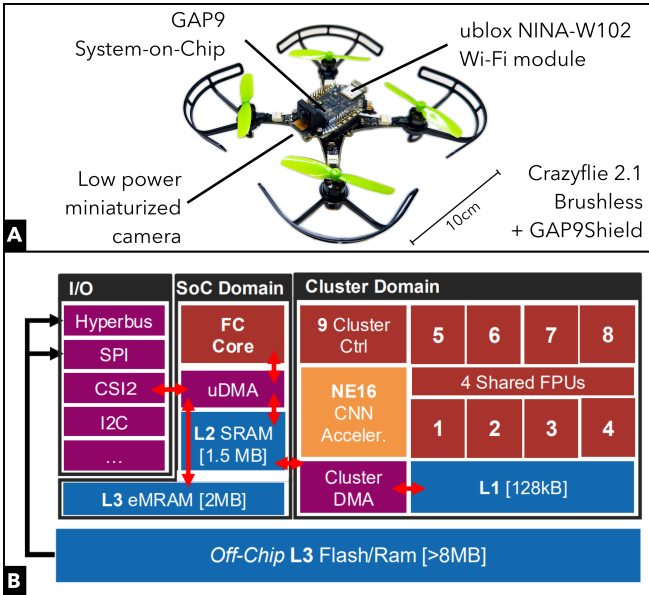 GAP9
System-on-Chip
ublox NINA-W102
Wi-Fi module
Low power
miniaturized
camera
10cm
Crazyflie 2.1
Brushless
+ GAP9Shield
A
I/O
SoC Domain
Cluster Domain
Hyperbus
SPI
CSI2
I2C
...
FC
Core
uDMA
L2 SRAM
[1.5 MB]
L3 eMRAM [2MB]
9 Cluster
Ctrl
5
6
7
8
NE16
CNN
Acceler.
4 Shared FPUs
1
2
3
4
Cluster
DMA
L1 [128kB]
Off-Chip L3 Flash/Ram [>8MB]
B